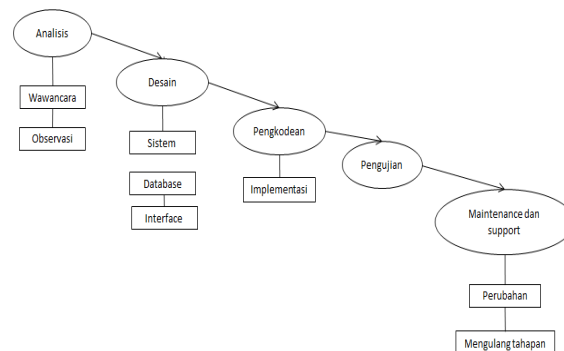 Analisis
Wawancara
Observasi
Desain
Sistem
Database
Interface
Pengkodean
Implementasi
Pengujian
Maintenance dan
support
Perubahan
Mengulang tahapan